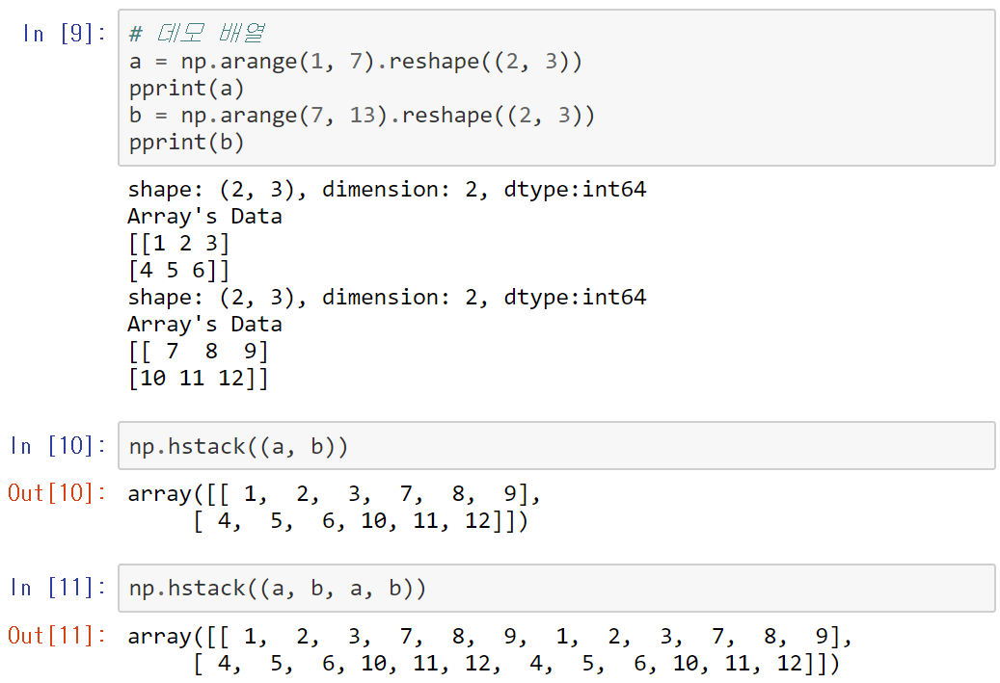 In [9]:
# 데모 배열
a = np.arange(1, 7).reshape((2, 3))
pprint(a)
b = np.arange(7, 13).reshape((2, 3))
pprint(b)
shape: (2, 3), dimension: 2, dtype:int64
Array's Data
[[1 2 3]
[4 5 6]]
shape: (2, 3), dimension: 2, dtype:int64
Array's Data
[[ 7  8  9]
[10 11 12]]
In [10]:
np.hstack((a, b))
Out[10]:
array([[ 1,  2,  3,  7,  8,  9],
     [ 4,  5,  6, 10, 11, 12]])
In [11]:
np.hstack((a, b, a, b))
Out[11]:
array([[ 1,  2,  3,  7,  8,  9,  1,  2,  3,  7,  8,  9],
     [ 4,  5,  6, 10, 11, 12,  4,  5,  6, 10, 11, 12]])